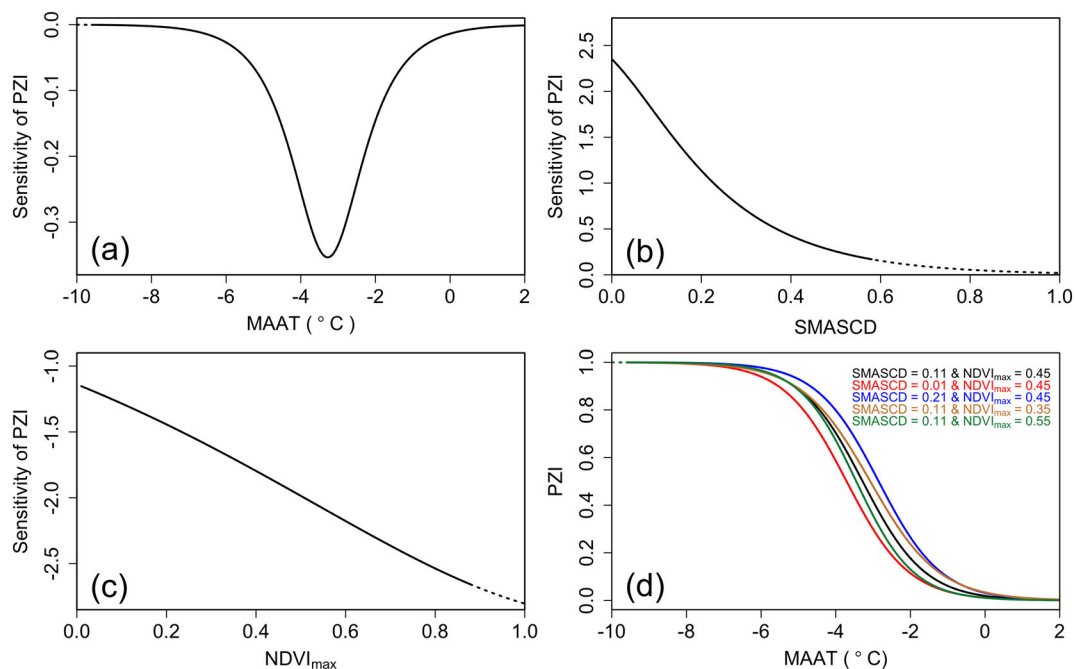 Sensitivity of PZI
0.0
-0.1
-0.2
-0.3
(a)
-10 -8 -6 -4 -2 0 2
MAAT ( ° C )
Sensitivity of PZI
2.5
2.0
1.5
1.0
0.5
0.0
(b)
0.0 0.2 0.4 0.6 0.8 1.0
SMASCD
Sensitivity of PZI
-1.0
-1.5
-2.0
-2.5
(c)
0.0 0.2 0.4 0.6 0.8 1.0
NDVImax
PZI
1.0
0.8
0.6
0.4
0.2
0.0
SMASCD = 0.11 & NDVImax = 0.45
SMASCD = 0.01 & NDVImax = 0.45
SMASCD = 0.21 & NDVImax = 0.45
SMASCD = 0.11 & NDVImax = 0.35
SMASCD = 0.11 & NDVImax = 0.55
(d)
-10 -8 -6 -4 -2 0 2
MAAT ( ° C )